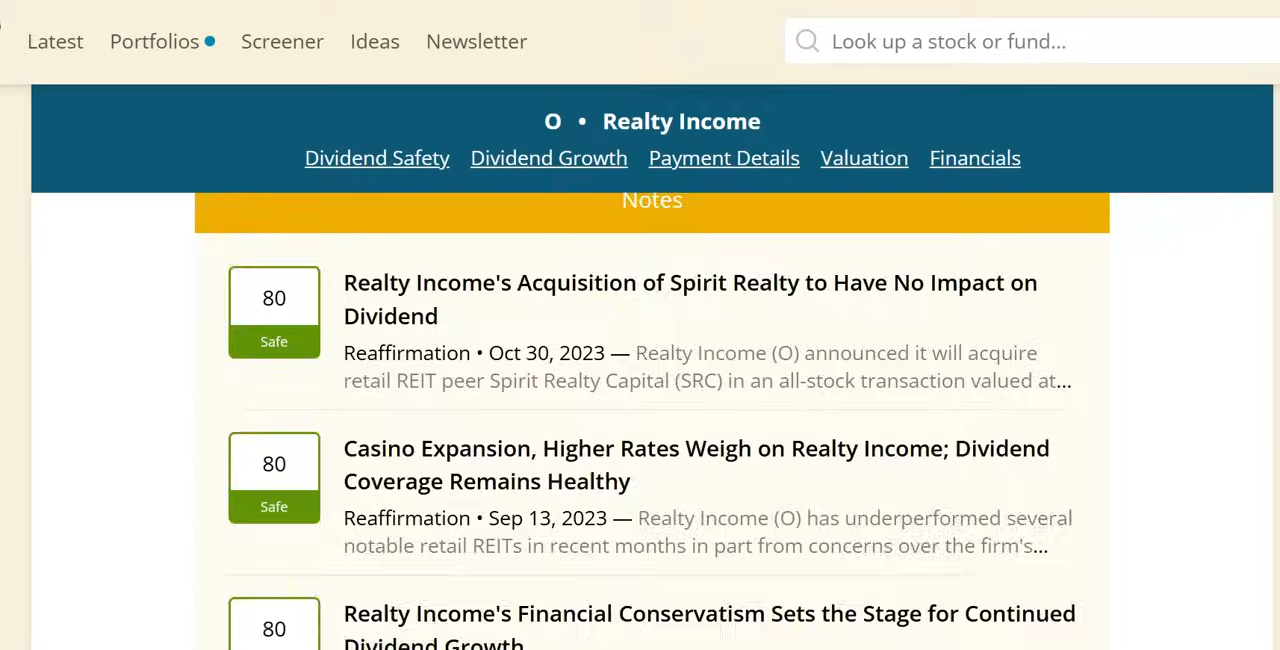 Latest Portfolios Screener Ideas Newsletter Look up a stock or fund...
O • Realty Income
Dividend Safety Dividend Growth Payment Details Valuation Financials
Notes
80
Safe
Realty Income's Acquisition of Spirit Realty to Have No Impact on
Dividend
Reaffirmation • Oct 30, 2023 — Realty Income (O) announced it will acquire
retail REIT peer Spirit Realty Capital (SRC) in an all-stock transaction valued at...
80
Safe
Casino Expansion, Higher Rates Weigh on Realty Income; Dividend
Coverage Remains Healthy
Reaffirmation • Sep 13, 2023 — Realty Income (O) has underperformed several
notable retail REITs in recent months in part from concerns over the firm's...
80
Realty Income's Financial Conservatism Sets the Stage for Continued
Dividend Growth